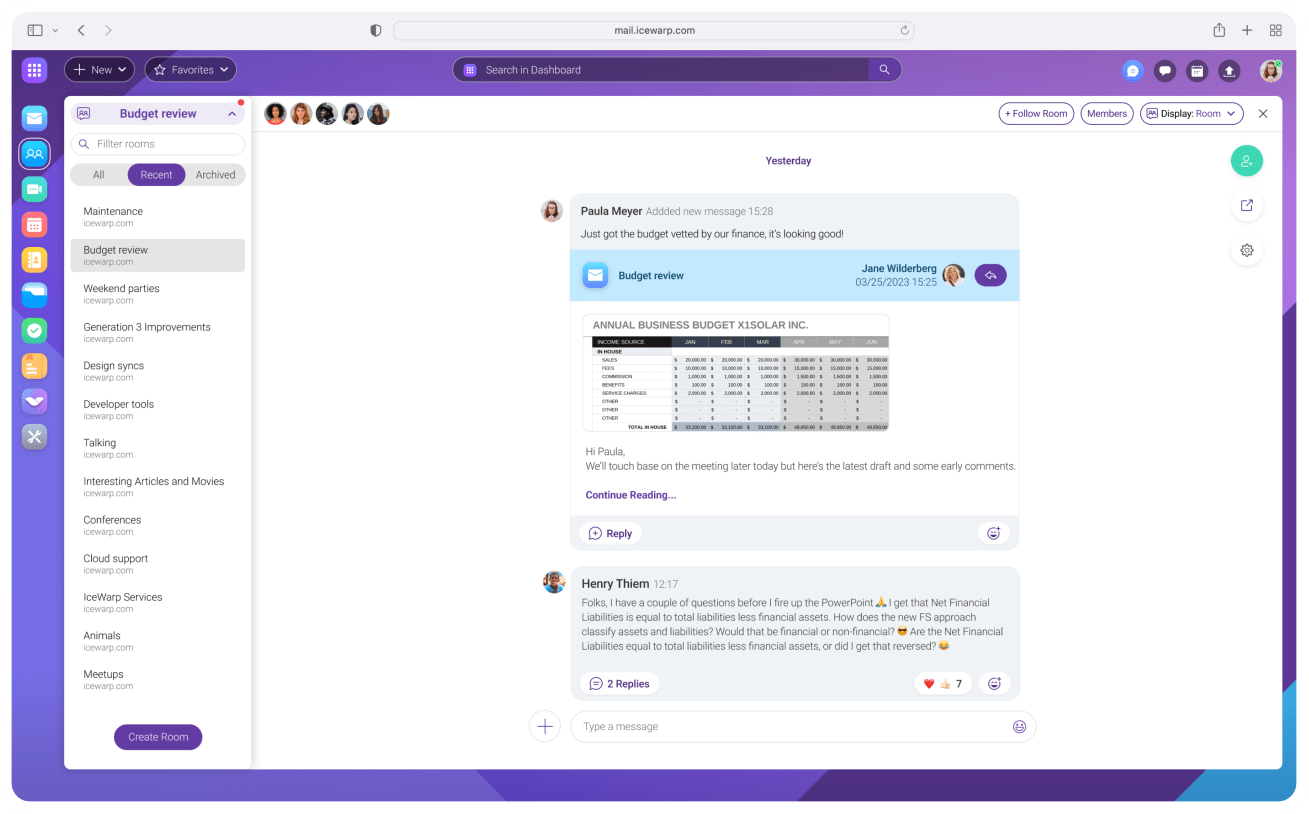 mail.icewarp.com
New
Favorites
Search in Dashboard
Budget review
Fillter rooms
All Recent Archived
Maintenance
icewarp.com
Budget review
icewarp.com
Weekend parties
icewarp.com
Generation 3 Improvements
icewarp.com
Design syncs
icewarp.com
Developer tools
icewarp.com
Talking
icewarp.com
Interesting Articles and Movies
icewarp.com
Conferences
icewarp.com
Cloud support
icewarp.com
IceWarp Services
icewarp.com
Animals
icewarp.com
Meetups
icewarp.com
Create Room
+ Follow Room
Members
Display: Room
Yesterday
Paula Meyer Addded new message 15:28
Just got the budget vetted by our finance, it's looking good!
Budget review
Jane Wilderberg
03/25/2023 15:25
ANNUAL BUSINESS BUDGET X1SOLAR INC.
INCOME SOURCE JAN FEB MAR APR MAY JUN
IN HOUSE
SALES $ 20,000.00 $ 20,000.00 $ 20,000.00 $ 30,000.00 $ 30,000.00 $ 30,000.00
FEES $ 10,000.00 $ 10,000.00 $ 10,000.00 $ 15,000.00 $ 15,000.00 $ 15,000.00
COMMISSION $ 1,000.00 $ 1,000.00 $ 1,000.00 $ 1,500.00 $ 1,500.00 $ 1,500.00
BENEFITS $ 100.00 $ 100.00 $ 100.00 $ 150.00 $ 150.00 $ 150.00
SERVICE CHARGES $ 2,000.00 $ 2,000.00 $ 2,000.00 $ 2,000.00 $ 2,000.00 $ 2,000.00
OTHER $ - $ - $ - $ - $ - $ -
OTHER $ - $ - $ - $ - $ - $ -
OTHER $ - $ - $ - $ - $ - $ -
TOTAL IN HOUSE $ 33,100.00 $ 33,100.00 $ 33,100.00 $ 48,650.00 $ 48,650.00 $ 48,650.00
Hi Paula,
We'll touch base on the meeting later today but here's the latest draft and some early comments.
Continue Reading...
Reply
Henry Thiem 12:17
Folks, I have a couple of questions before I fire up the PowerPoint 🙏 I get that Net Financial
Liabilities is equal to total liabilities less financial assets. How does the new FS approach
classify assets and liabilities? Would that be financial or non-financial? 😎 Are the Net Financial
Liabilities equal to total liabilities less financial assets, or did I get that reversed? 😂
2 Replies
❤️ 👍🏻 7
Type a message